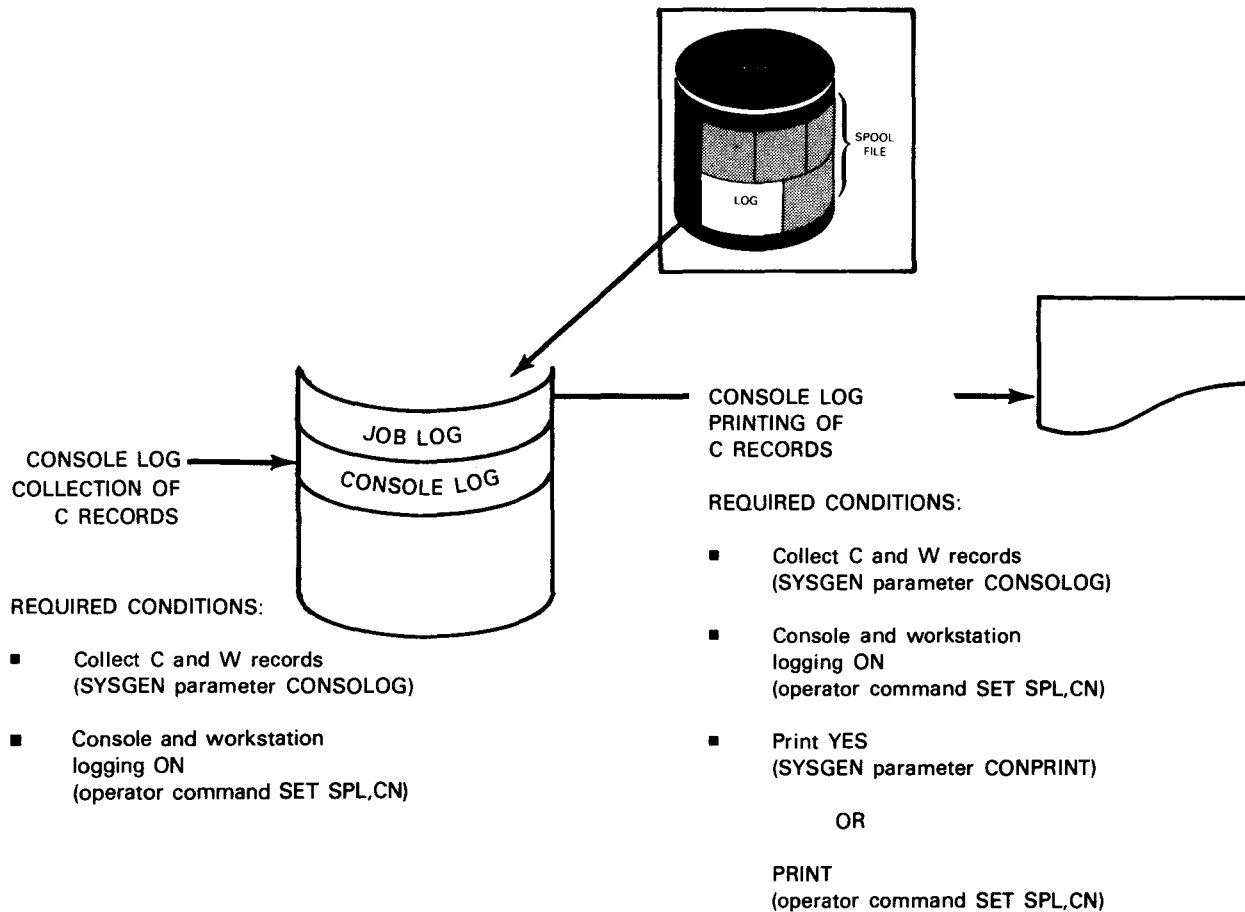 SPOOL
FILE
LOG
JOB LOG
CONSOLE LOG
CONSOLE LOG
COLLECTION OF
C RECORDS
REQUIRED CONDITIONS:
■ Collect C and W records
(SYSGEN parameter CONSOLOG)
■ Console and workstation
logging ON
(operator command SET SPL,CN)
CONSOLE LOG
PRINTING OF
C RECORDS
REQUIRED CONDITIONS:
■ Collect C and W records
(SYSGEN parameter CONSOLOG)
■ Console and workstation
logging ON
(operator command SET SPL,CN)
■ Print YES
(SYSGEN parameter CONPRINT)
OR
PRINT
(operator command SET SPL,CN)